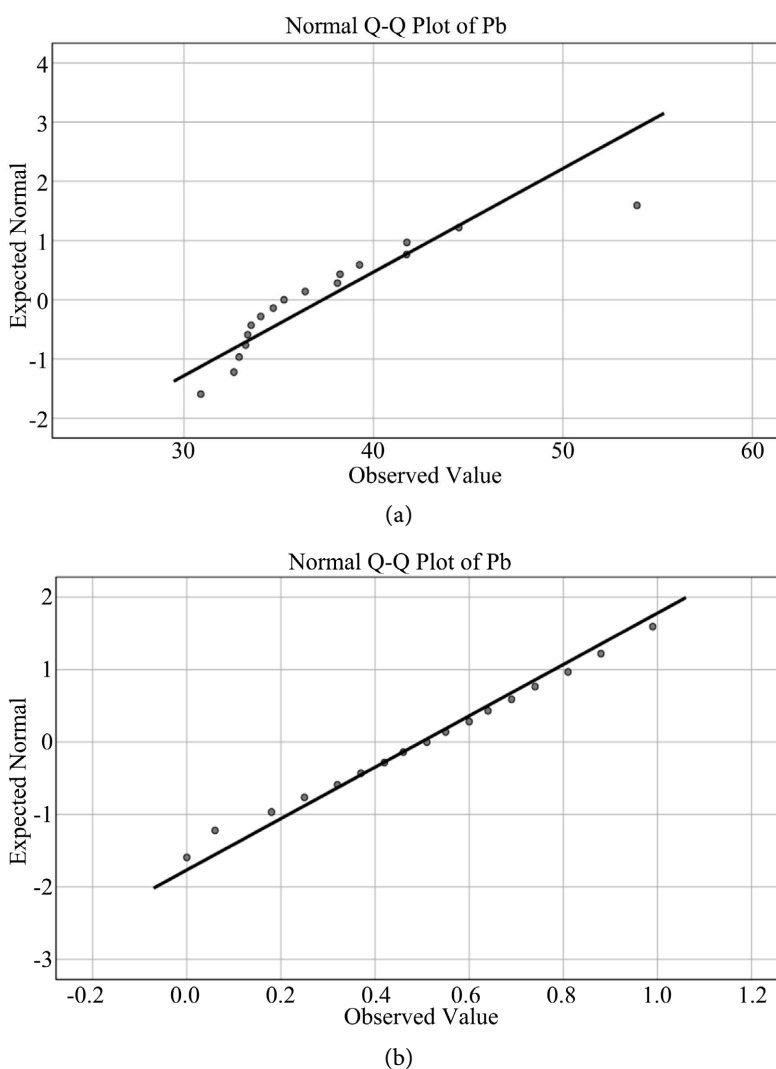 Normal Q-Q Plot of Pb
4
3
2
1
0
-1
-2
Expected Normal
30 40 50 60
Observed Value
(a)
Normal Q-Q Plot of Pb
2
1
0
-1
-2
-3
Expected Normal
-0.2 0.0 0.2 0.4 0.6 0.8 1.0 1.2
Observed Value
(b)